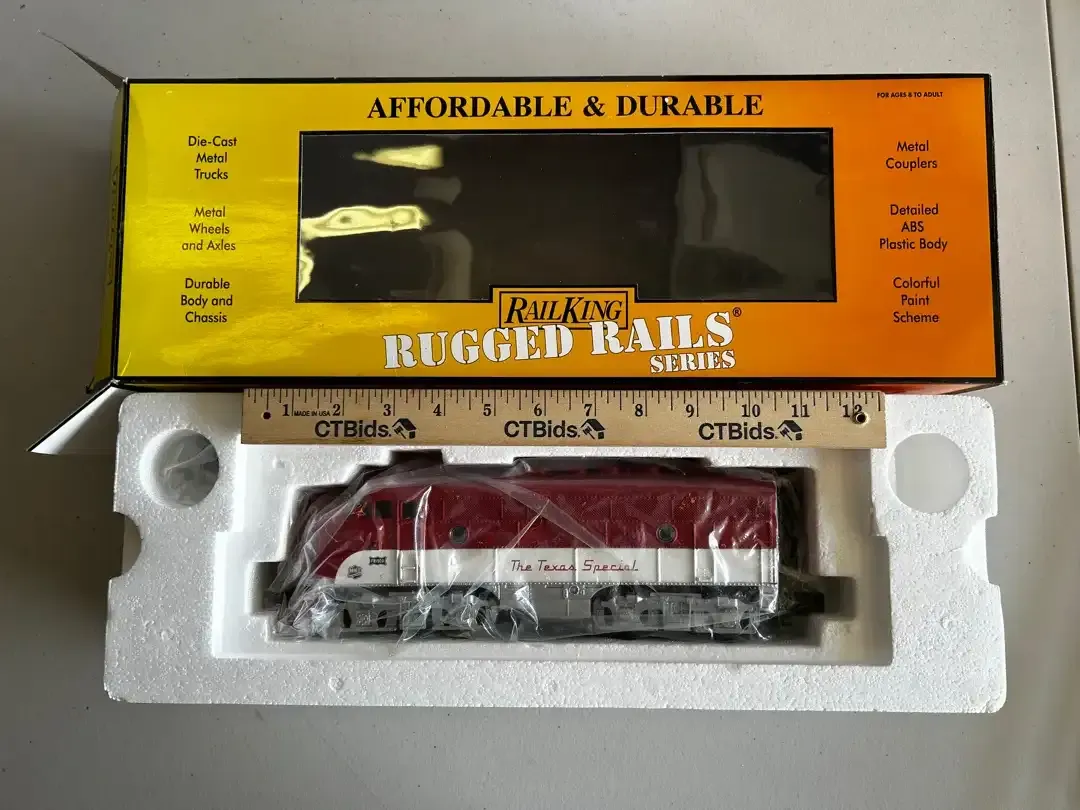 AFFORDABLE & DURABLE
FOR AGES 8 TO ADULT
Die-Cast
Metal
Trucks
Metal
Wheels
and Axles
Durable
Body and
Chassis
Metal
Couplers
Detailed
ABS
Plastic Body
Colorful
Paint
Scheme
RAILKING
RUGGED RAILS®
SERIES
1 MADE IN USA 2 3 4 5 6 7 8 9 10 11 12
CTBids. CTBids. CTBids.
The Texas Special